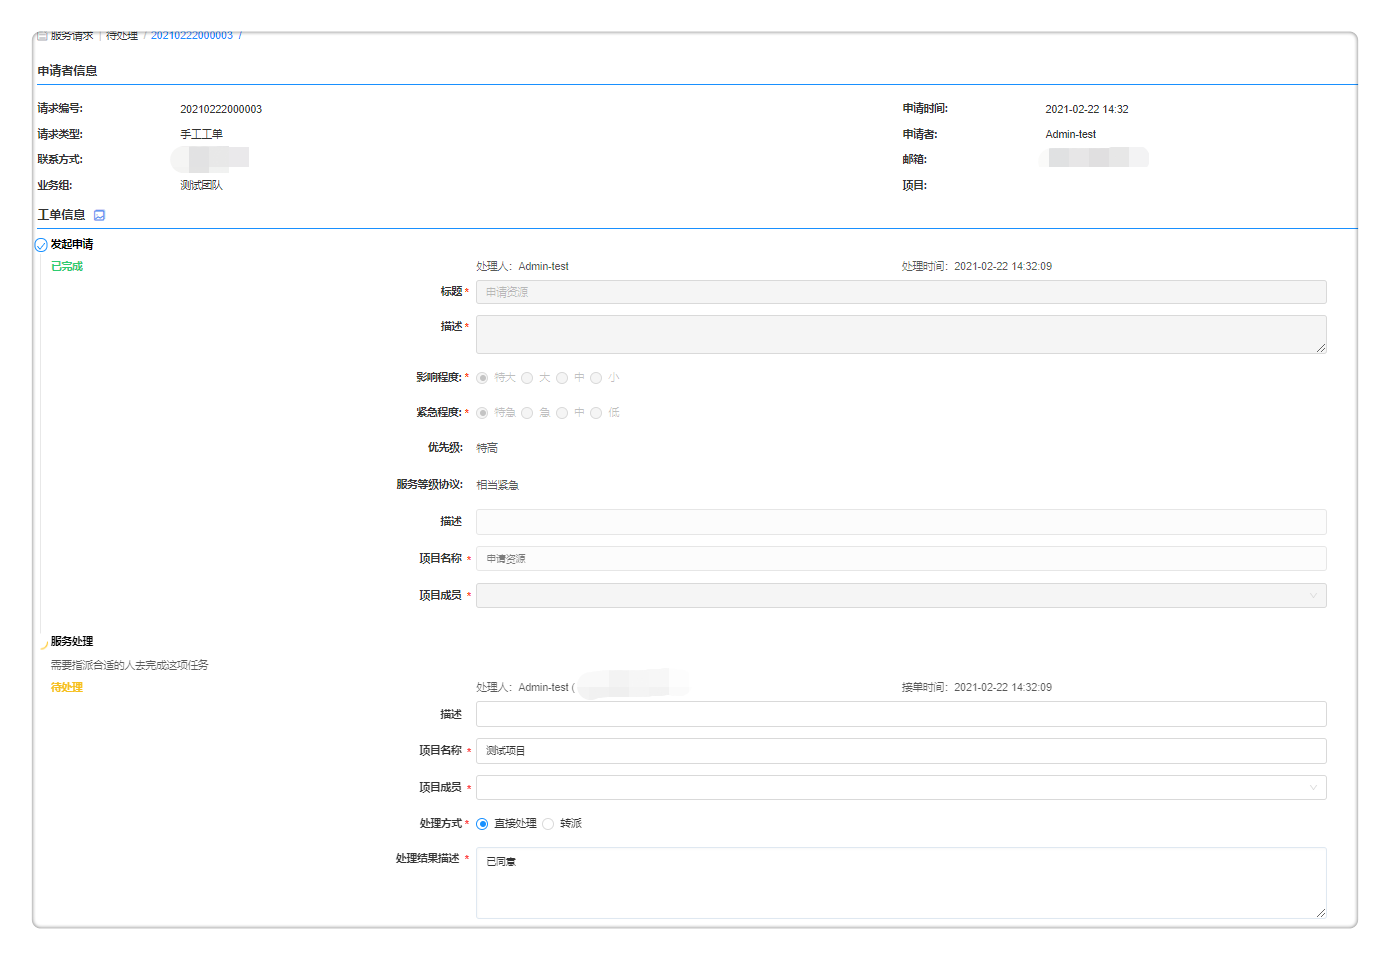 服务请求 | 待处理 / 20210222000003 /
申请者信息
请求编号: 20210222000003 申请时间: 2021-02-22 14:32
请求类型: 手工工单 申请者: Admin-test
联系方式: 邮箱:
业务组: 测试团队 项目:
工单信息
发起申请
已完成 处理人: Admin-test 处理时间: 2021-02-22 14:32:09
标题* 申请资源
描述*
影响程度:* 特大 大 中 小
紧急程度:* 特急 急 中 低
优先级: 特高
服务等级协议: 相当紧急
描述
项目名称 * 申请资源
项目成员 *
服务处理
需要指派合适的人去完成这项任务
待处理 处理人: Admin-test ( 接单时间: 2021-02-22 14:32:09
描述
项目名称 * 测试项目
项目成员 *
处理方式* 直接处理 转派
处理结果描述 * 已同意